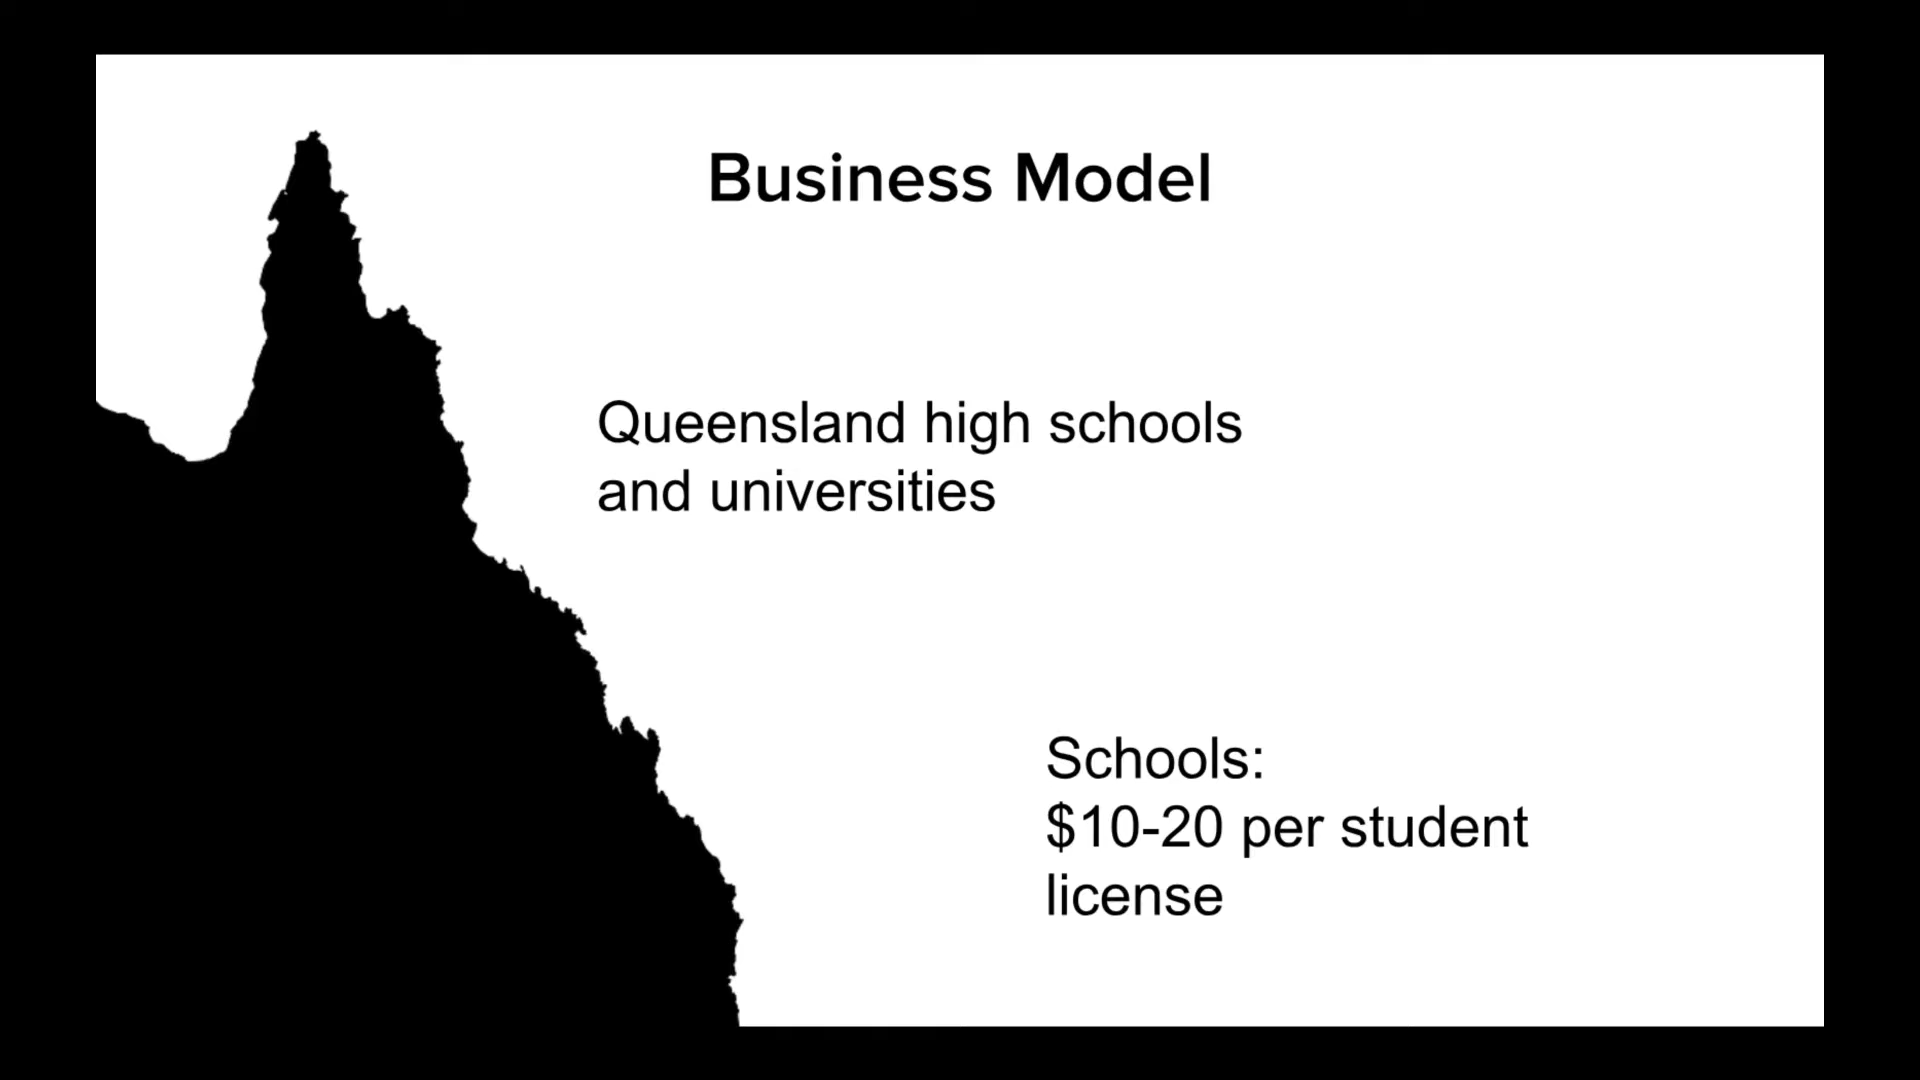 Business Model
Queensland high schools
and universities
Schools:
$10-20 per student
license